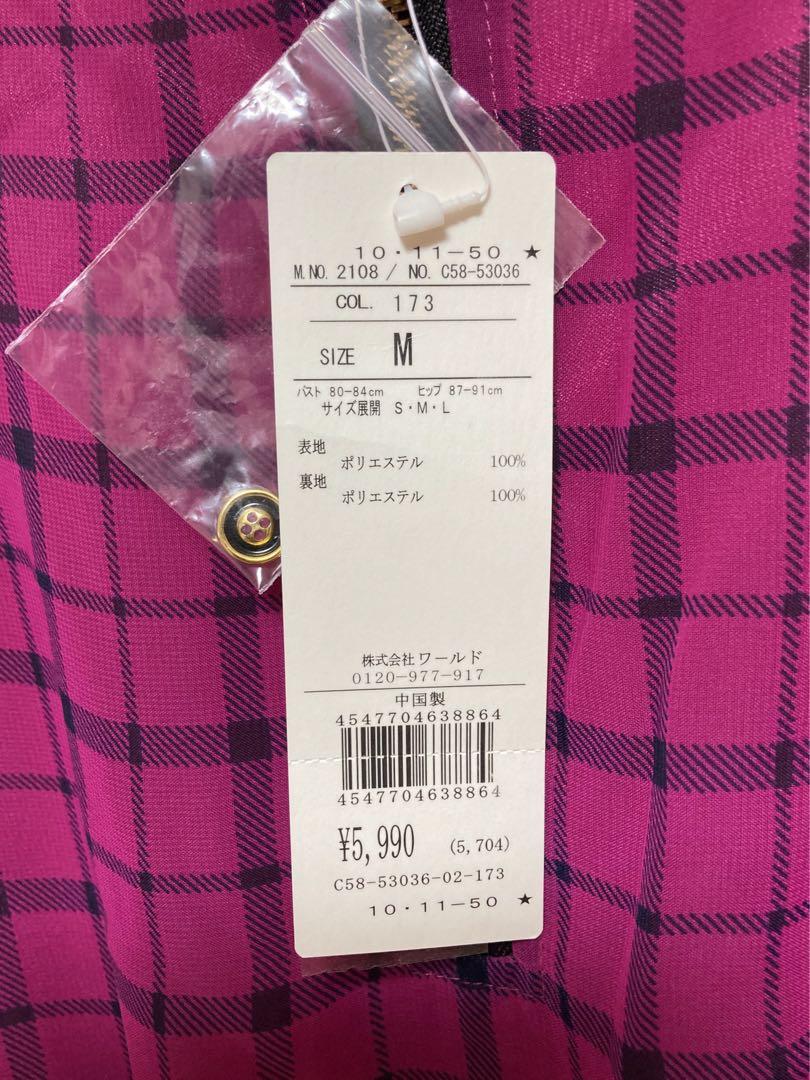 10・11-50 ★
M.NO. 2108 / NO. C58-53036
COL. 173
SIZE M
バスト 80-84cm ヒップ 87-91cm
サイズ展開 S・M・L
表地
ポリエステル 100%
裏地
ポリエステル 100%
株式会社ワールド
0120-977-917
中国製
4547704638864
4547704638864
¥5,990 (5,704)
C58-53036-02-173
10・11-50 ★